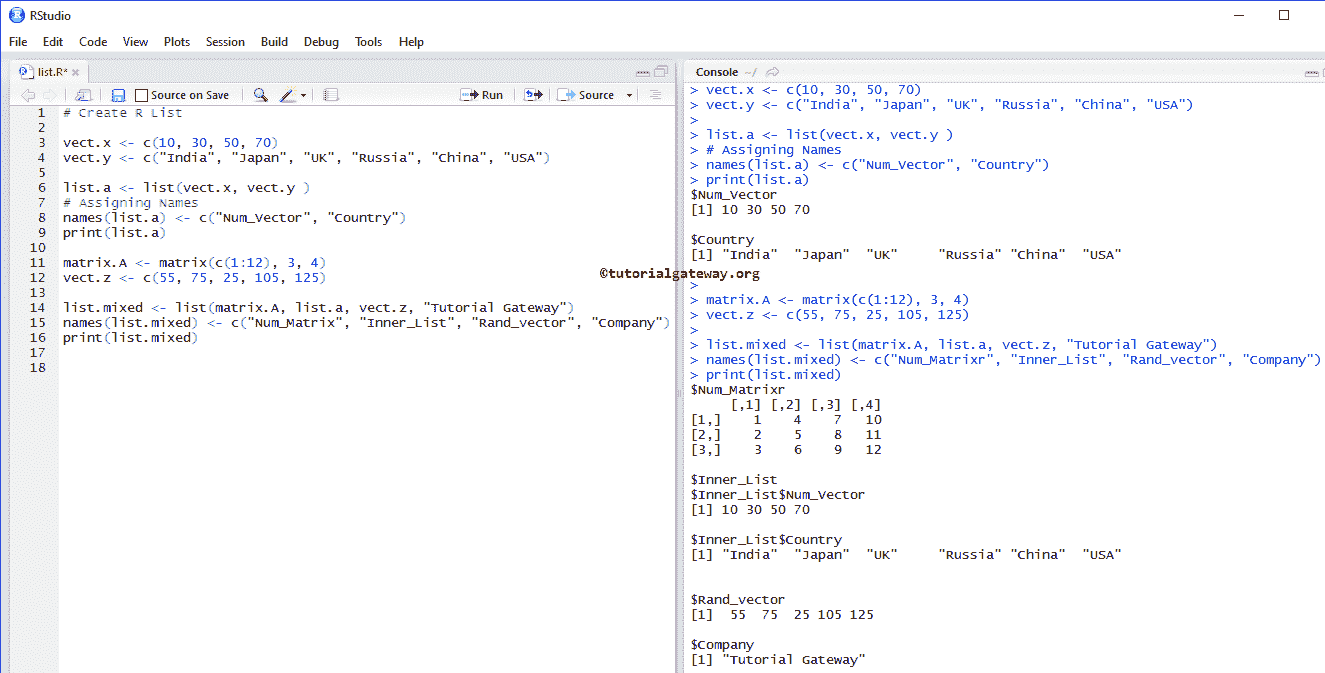 RStudio
File Edit Code View Plots Session Build Debug Tools Help
list.R*
Source on Save Run Source
1 # Create R List
2
3 vect.x <- c(10, 30, 50, 70)
4 vect.y <- c("India", "Japan", "UK", "Russia", "China", "USA")
5
6 list.a <- list(vect.x, vect.y )
7 # Assigning Names
8 names(list.a) <- c("Num_Vector", "Country")
9 print(list.a)
10
11 matrix.A <- matrix(c(1:12), 3, 4)
12 vect.z <- c(55, 75, 25, 105, 125)
13
14 list.mixed <- list(matrix.A, list.a, vect.z, "Tutorial Gateway")
15 names(list.mixed) <- c("Num_Matrix", "Inner_List", "Rand_vector", "Company")
16 print(list.mixed)
17
18
Console ~/
> vect.x <- c(10, 30, 50, 70)
> vect.y <- c("India", "Japan", "UK", "Russia", "China", "USA")
>
> list.a <- list(vect.x, vect.y )
> # Assigning Names
> names(list.a) <- c("Num_Vector", "Country")
> print(list.a)
$Num_Vector
[1] 10 30 50 70
$Country
[1] "India"  "Japan"  "UK"     "Russia" "China"  "USA"
©tutorialgateway.org
>
> matrix.A <- matrix(c(1:12), 3, 4)
> vect.z <- c(55, 75, 25, 105, 125)
>
> list.mixed <- list(matrix.A, list.a, vect.z, "Tutorial Gateway")
> names(list.mixed) <- c("Num_Matrixr", "Inner_List", "Rand_vector", "Company")
> print(list.mixed)
$Num_Matrixr
     [,1] [,2] [,3] [,4]
[1,]    1    4    7   10
[2,]    2    5    8   11
[3,]    3    6    9   12
$Inner_List
$Inner_List$Num_Vector
[1] 10 30 50 70
$Inner_List$Country
[1] "India"  "Japan"  "UK"     "Russia" "China"  "USA"
$Rand_vector
[1]  55  75  25 105 125
$Company
[1] "Tutorial Gateway"